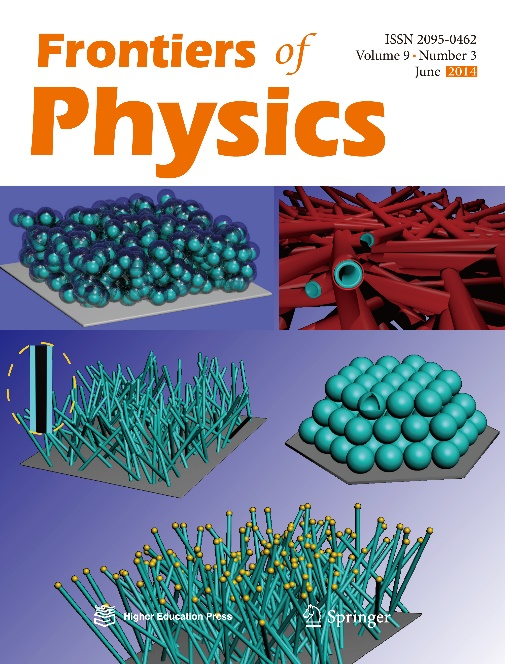 Frontiers of
Physics
ISSN 2095-0462
Volume 9 · Number 3
June 2014
Higher Education Press
Springer